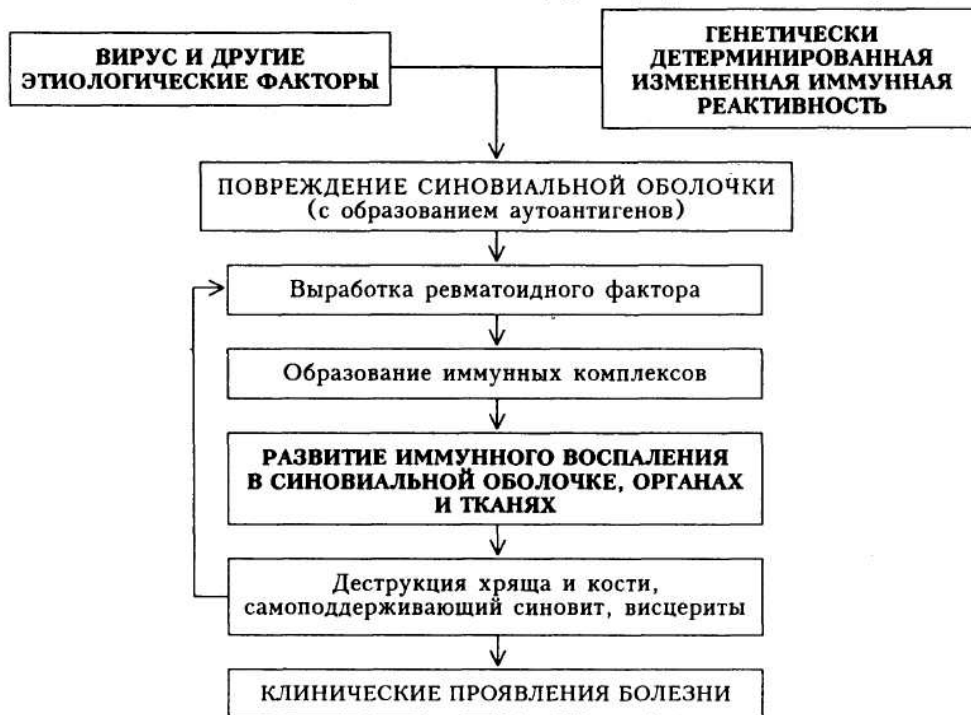 ВИРУС И ДРУГИЕ
ЭТИОЛОГИЧЕСКИЕ ФАКТОРЫ
ГЕНЕТИЧЕСКИ
ДЕТЕРМИНИРОВАННАЯ
ИЗМЕНЕННАЯ ИММУННАЯ
РЕАКТИВНОСТЬ
ПОВРЕЖДЕНИЕ СИНОВИАЛЬНОЙ ОБОЛОЧКИ
(с образованием аутоантигенов)
Выработка ревматоидного фактора
Образование иммунных комплексов
РАЗВИТИЕ ИММУННОГО ВОСПАЛЕНИЯ
В СИНОВИАЛЬНОЙ ОБОЛОЧКЕ, ОРГАНАХ
И ТКАНЯХ
Деструкция хряща и кости,
самоподдерживающий синовит, висцериты
КЛИНИЧЕСКИЕ ПРОЯВЛЕНИЯ БОЛЕЗНИ